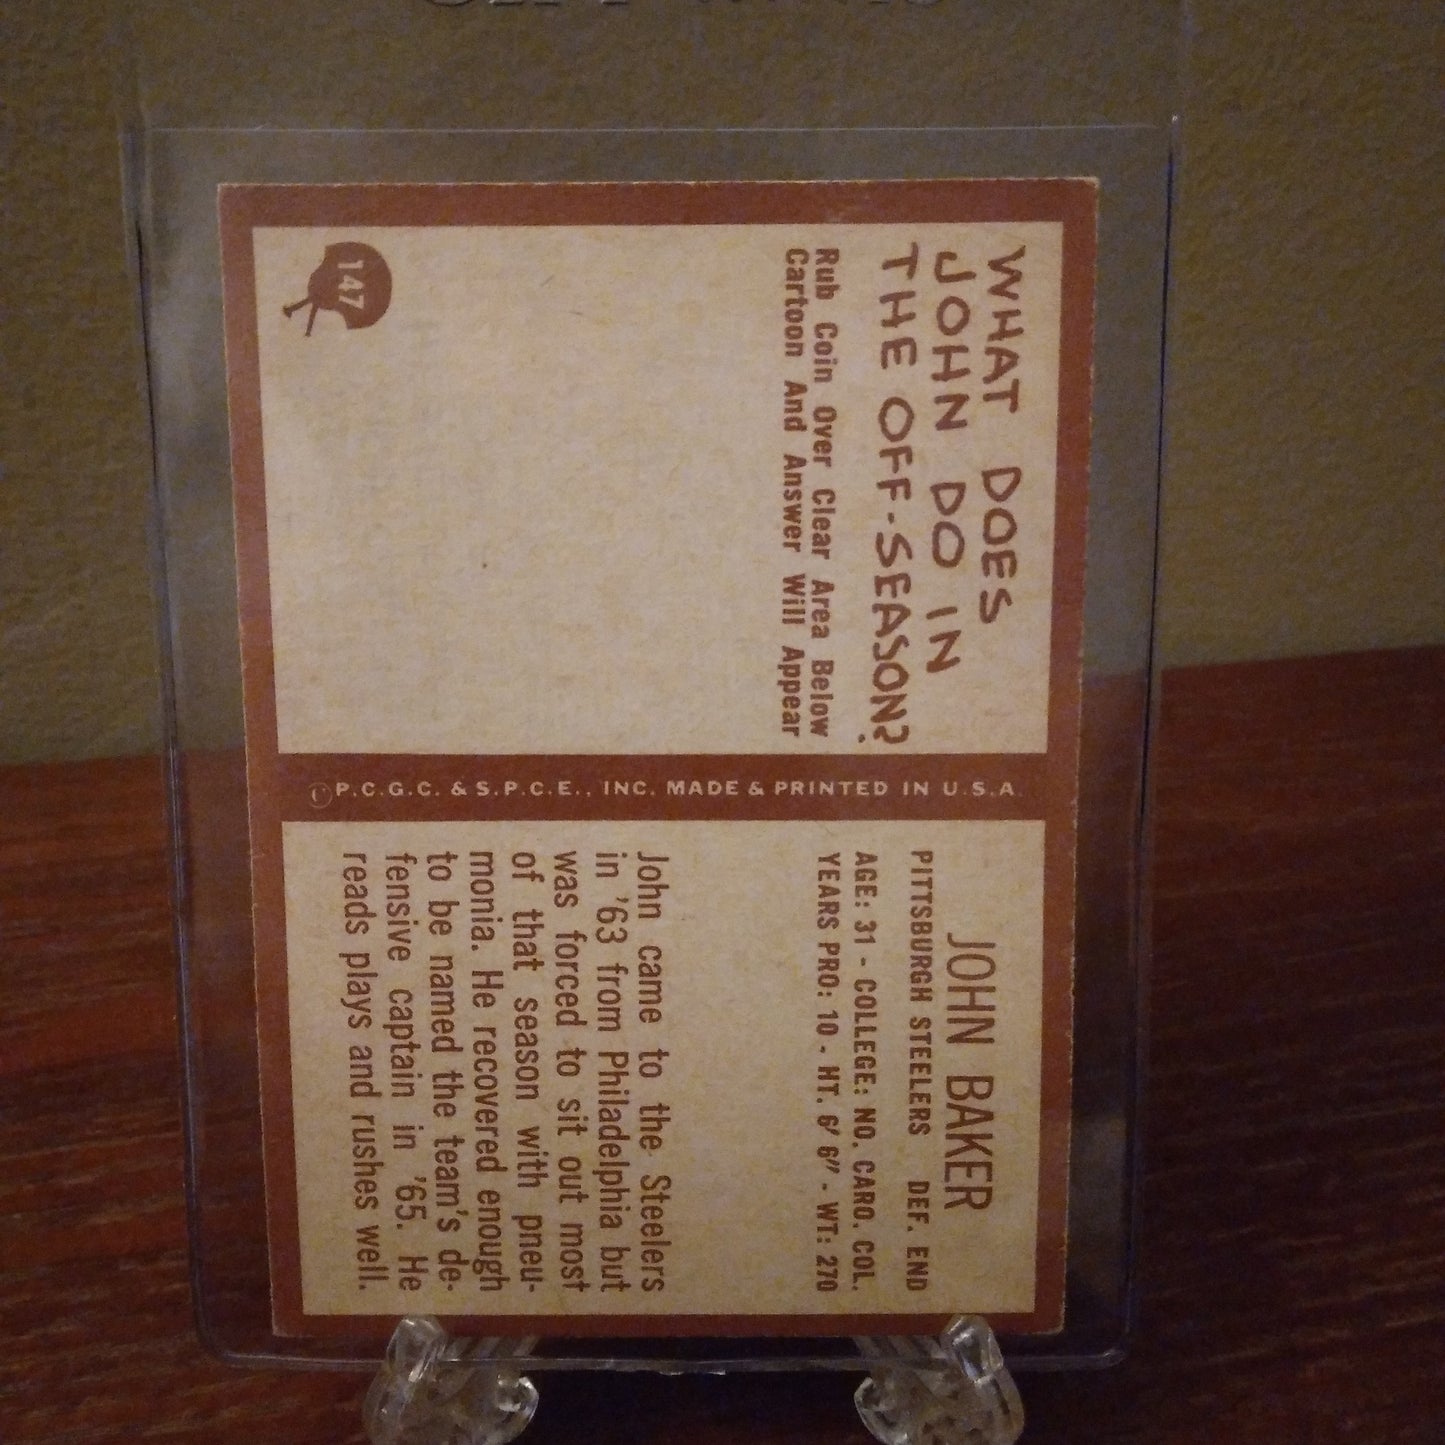 WHAT DOES
JOHN DO IN
THE OFF-SEASON?
Rub Coin Over Clear Area Below
Cartoon And Answer Will Appear
147
©P.C.G.C. & S.P.C.E., INC. MADE & PRINTED IN U.S.A.
JOHN BAKER
PITTSBURGH STEELERS DEF. END
AGE: 31 - COLLEGE: NO. CARO. COL.
YEARS PRO: 10 - HT. 6' 6" - WT: 270
John came to the Steelers
in '63 from Philadelphia but
was forced to sit out most
of that season with pneu-
monia. He recovered enough
to be named the team's de-
fensive captain in '65. He
reads plays and rushes well.